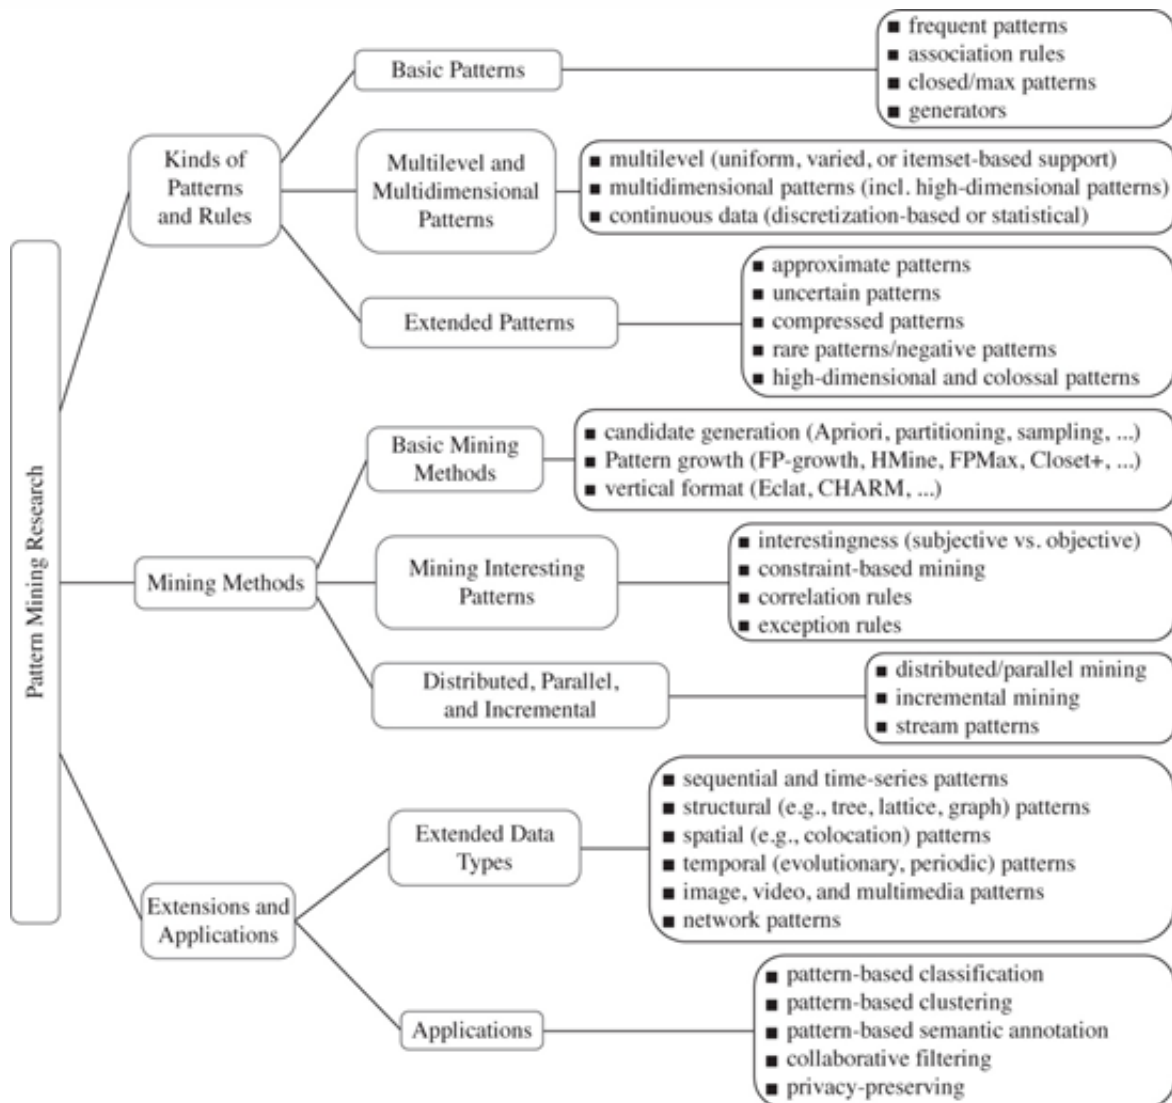 Pattern Mining Research
Kinds of
Patterns
and Rules
Basic Patterns
■ frequent patterns
■ association rules
■ closed/max patterns
■ generators
Multilevel and
Multidimensional
Patterns
■ multilevel (uniform, varied, or itemset-based support)
■ multidimensional patterns (incl. high-dimensional patterns)
■ continuous data (discretization-based or statistical)
Extended Patterns
■ approximate patterns
■ uncertain patterns
■ compressed patterns
■ rare patterns/negative patterns
■ high-dimensional and colossal patterns
Mining Methods
Basic Mining
Methods
■ candidate generation (Apriori, partitioning, sampling, ...)
■ Pattern growth (FP-growth, HMine, FPMax, Closet+, ...)
■ vertical format (Eclat, CHARM, ...)
Mining Interesting
Patterns
■ interestingness (subjective vs. objective)
■ constraint-based mining
■ correlation rules
■ exception rules
Distributed, Parallel,
and Incremental
■ distributed/parallel mining
■ incremental mining
■ stream patterns
Extensions and
Applications
Extended Data
Types
■ sequential and time-series patterns
■ structural (e.g., tree, lattice, graph) patterns
■ spatial (e.g., colocation) patterns
■ temporal (evolutionary, periodic) patterns
■ image, video, and multimedia patterns
■ network patterns
Applications
■ pattern-based classification
■ pattern-based clustering
■ pattern-based semantic annotation
■ collaborative filtering
■ privacy-preserving